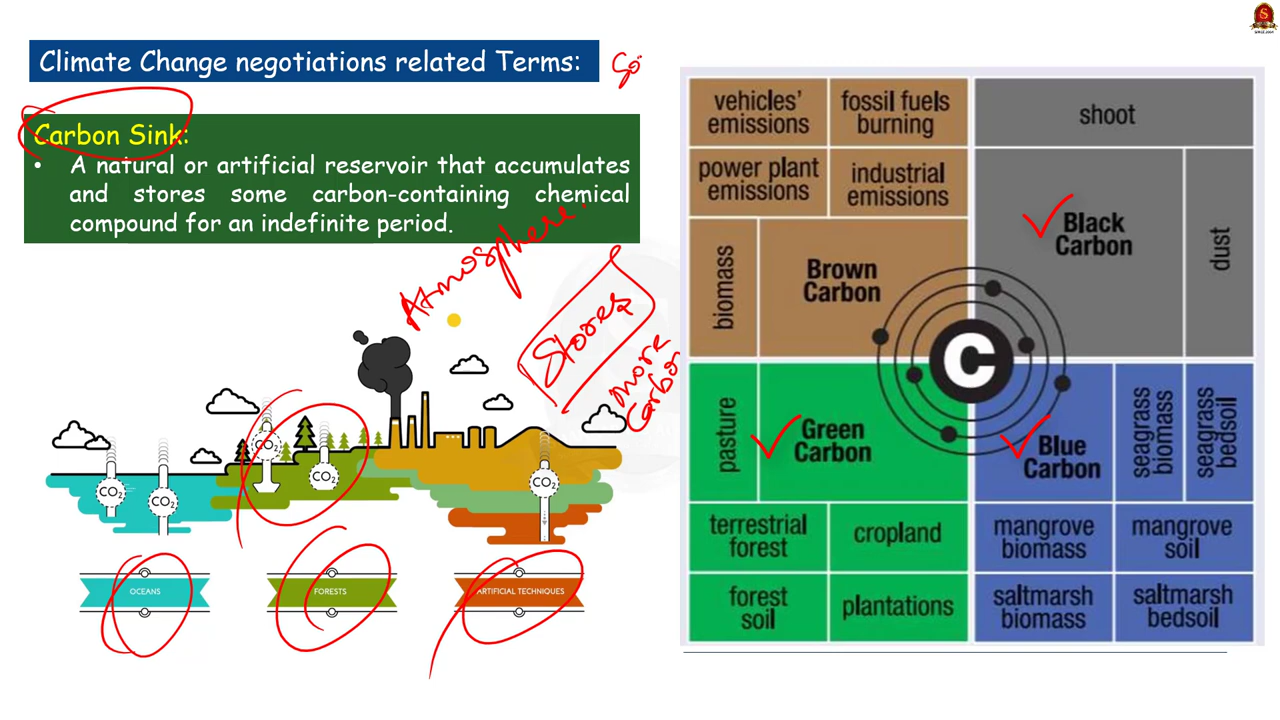 Climate Change negotiations related Terms:
Carbon Sink:
• A natural or artificial reservoir that accumulates
and stores some carbon-containing chemical
compound for an indefinite period.
Atmosphere.
Stores
more
Carbon
CO₂
CO₂
CO₂
CO₂
CO₂
OCEANS
FORESTS
ARTIFICIAL TECHNIQUES
vehicles'
emissions
fossil fuels
burning
power plant
emissions
industrial
emissions
biomass
Brown
Carbon
shoot
Black
Carbon
dust
C
pasture
Green
Carbon
terrestrial
forest
cropland
forest
soil
plantations
Blue
Carbon
seagrass
biomass
seagrass
bedsoil
mangrove
biomass
mangrove
soil
saltmarsh
biomass
saltmarsh
bedsoil
S